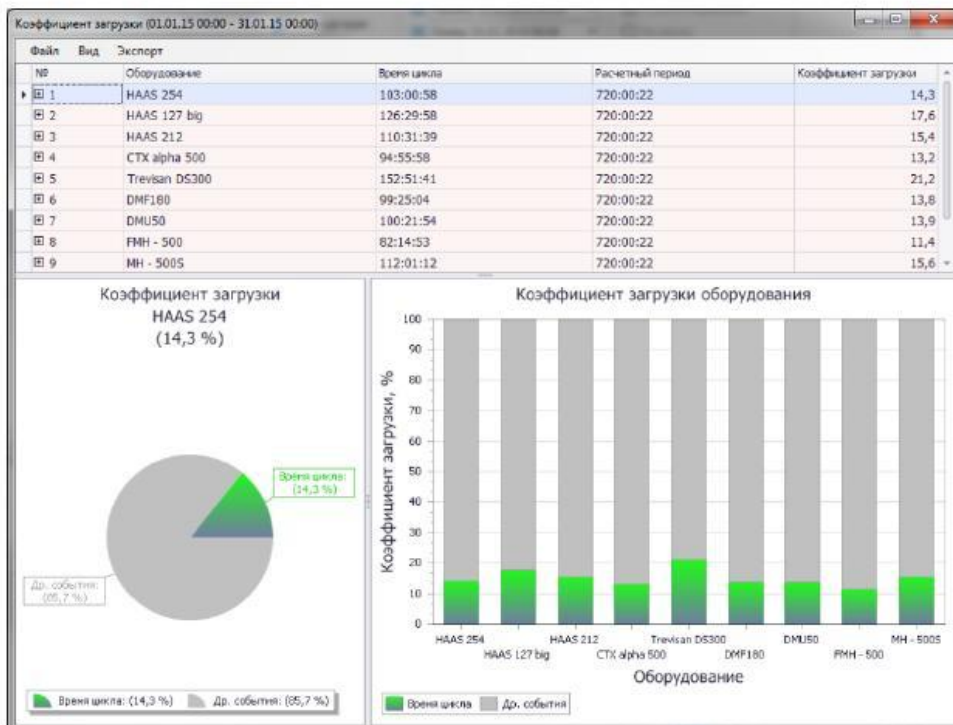 Коэффициент загрузки (01.01.15 00:00 - 31.01.15 00:00)
Файл Вид Экспорт
№ Оборудование Время цикла Расчетный период Коэффициент загрузки
1 HAAS 254 103:00:58 720:00:22 14,3
2 HAAS 127 big 126:29:58 720:00:22 17,6
3 HAAS 212 110:31:39 720:00:22 15,4
4 CTX alpha 500 94:55:58 720:00:22 13,2
5 Trevisan DS300 152:51:41 720:00:22 21,2
6 DMF180 99:25:04 720:00:22 13,8
7 DMU50 100:21:54 720:00:22 13,9
8 FMH - 500 82:14:53 720:00:22 11,4
9 MH - 500S 112:01:12 720:00:22 15,6
Коэффициент загрузки
HAAS 254
(14,3 %)
Время цикла:
(14,3 %)
Др. события:
(85,7 %)
Время цикла: (14,3 %) Др. события: (85,7 %)
Коэффициент загрузки оборудования
Коэффициент загрузки, %
100
90
80
70
60
50
40
30
20
10
0
HAAS 254 HAAS 212 Trevisan DS300 DMU50 MH - 500S
HAAS 127 big CTX alpha 500 DMF180 FMH - 500
Оборудование
Время цикла Др. события